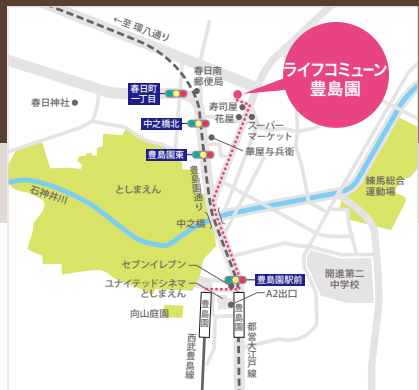 ←至 環八通り
春日南
郵便局
ライフコミューン
豊島園
春日町
一丁目
寿司屋
花屋
春日神社
中之橋北
スーパー
マーケット
華屋与兵衛
豊島園東
練馬総合
運動場
としまえん
豊島園通り
石神井川
中之橋
セブンイレブン
豊島園駅前
開進第二
中学校
ユナイテッドシネマ
としまえん
A2出口
向山庭園
豊島園
豊島園
西武豊島線
都営大江戸線